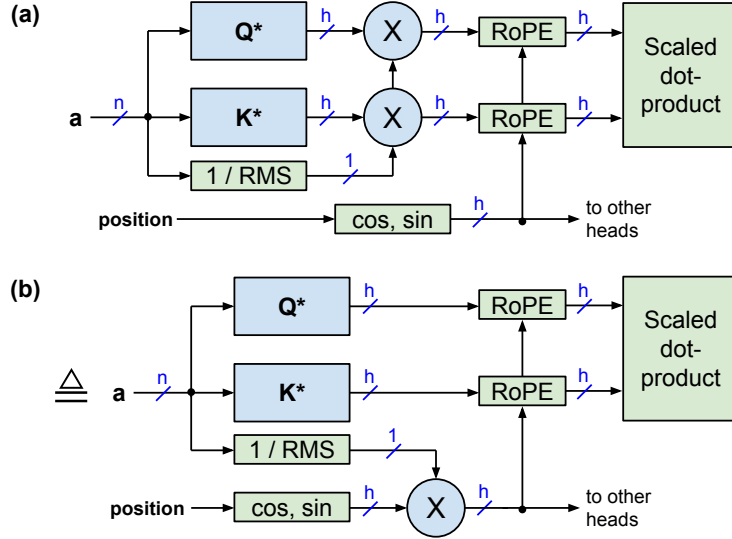 (a)
h
h
h
Q*
X
RoPE
Scaled
dot-
product
n
h
h
h
a
K*
X
RoPE
1 / RMS
1
position
cos, sin
h
to other
heads
(b)
h
h
Q*
RoPE
Scaled
dot-
product
≜
a
n
h
h
K*
RoPE
1 / RMS
1
position
cos, sin
h
X
h
to other
heads